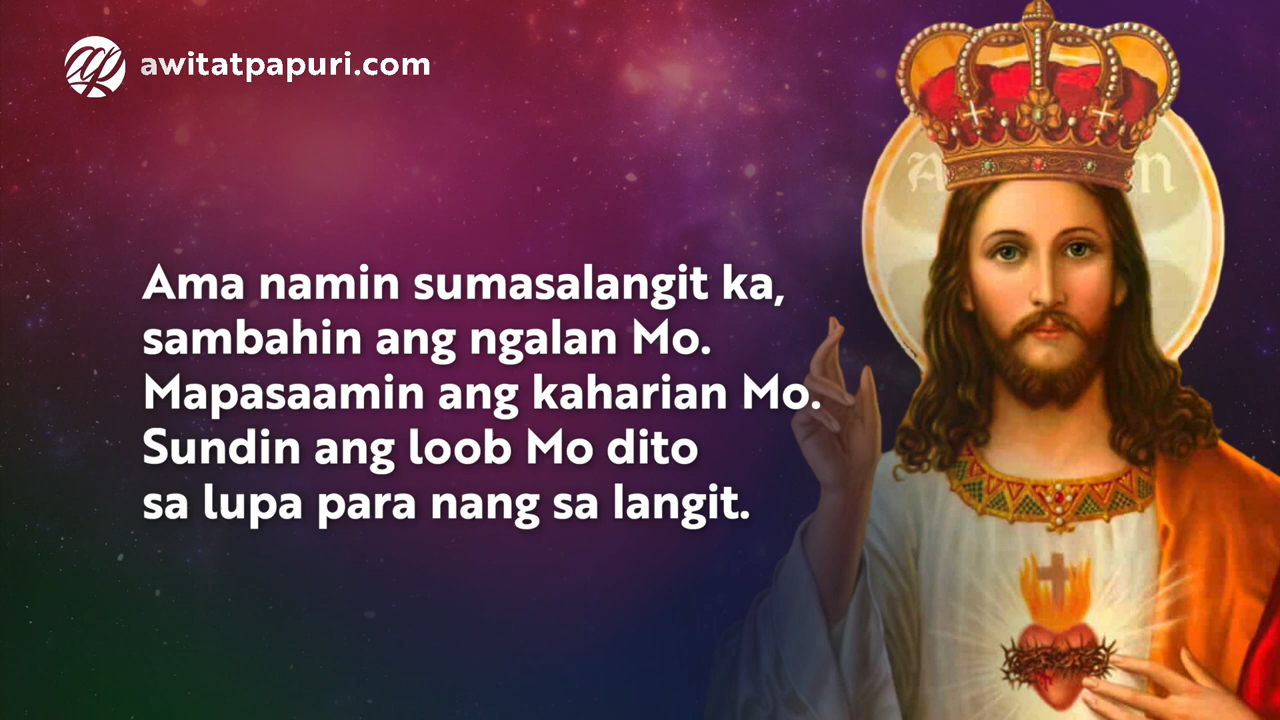 awitatpapuri.com
Ama namin sumasalangit ka,
sambahin ang ngalan Mo.
Mapasaamin ang kaharian Mo.
Sundin ang loob Mo dito
sa lupa para nang sa langit.